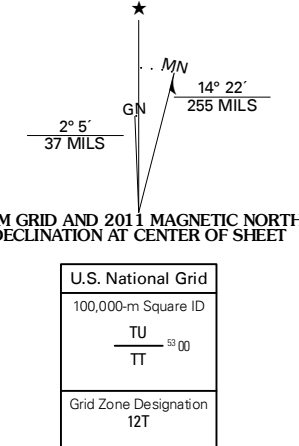 ★
MN
GN
14° 22´
255 MILS
2° 5´
37 MILS
M GRID AND 2011 MAGNETIC NORTH
DECLINATION AT CENTER OF SHEET
U.S. National Grid
100,000-m Square ID
TU
53 00
TT
Grid Zone Designation
12T